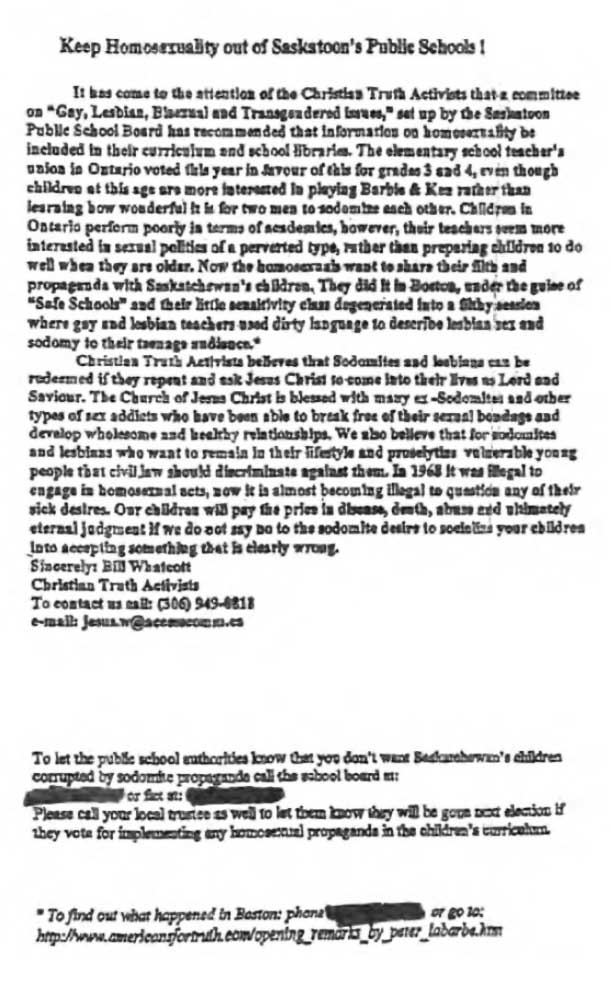 Keep Homosexuality out of Saskatoon's Public Schools !
It has come to the attention of the Christian Truth Activists that a committee
on "Gay, Lesbian, Bisexual and Transgendered issues," set up by the Saskatoon
Public School Board has recommended that information on homosexuality be
included in their curriculum and school libraries. The elementary school teacher's
union in Ontario voted this year in favour of this for grades 3 and 4, even though
children at this age are more interested in playing Barbie & Ken rather than
learning how wonderful it is for two men to sodomize each other. Children in
Ontario perform poorly in terms of academics, however, their teachers seem more
interested in sexual politics of a perverted type, rather than preparing children to do
well when they are older. Now the homosexuals want to share their filth and
propaganda with Saskatchewan's children. They did it in Boston, under the guise of
"Safe Schools" and their little sensitivity class degenerated into a filthy session
where gay and lesbian teachers used dirty language to describe lesbian sex and
sodomy to their teenage audience.*
Christian Truth Activists believes that Sodomites and lesbians can be
redeemed if they repent and ask Jesus Christ to come into their lives as Lord and
Saviour. The Church of Jesus Christ is blessed with many ex -Sodomites and other
types of sex addicts who have been able to break free of their sexual bondage and
develop wholesome and healthy relationships. We also believe that for sodomites
and lesbians who want to remain in their lifestyle and proselytize vulnerable young
people that civil law should discriminate against them. In 1968 it was illegal to
engage in homosexual acts, now it is almost becoming illegal to question any of their
sick desires. Our children will pay the price in disease, death, abuse and ultimately
eternal judgment if we do not say no to the sodomite desire to socialize your children
into accepting something that is clearly wrong.
Sincerely: Bill Whatcott
Christian Truth Activists
To contact us call: (306) 949-
e-mail:
To let the public school authorities know that you don't want Saskatchewan's children
corrupted by sodomite propaganda call the school board at:
or fax at:
Please call your local trustee as well to let them know they will be gone next election if
they vote for implementing any homosexual propaganda in the children's curriculum.
* To find out what happened in Boston: phone or go to:
http://www.americansfortruth.com/opening_remarks_by_peter_labarbe.htm